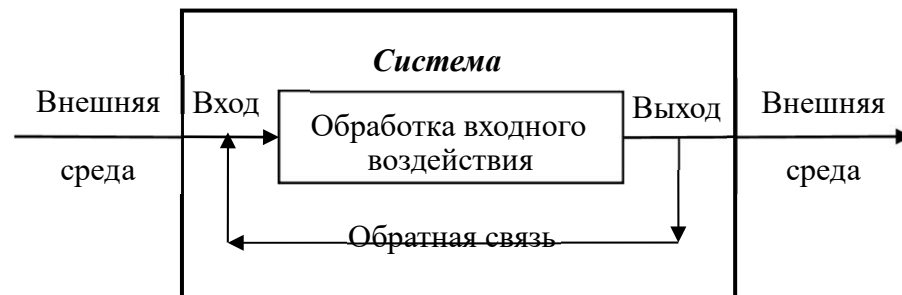 Система
Внешняя
Вход
Выход
Внешняя
Обработка входного
воздействия
среда
среда
Обратная связь